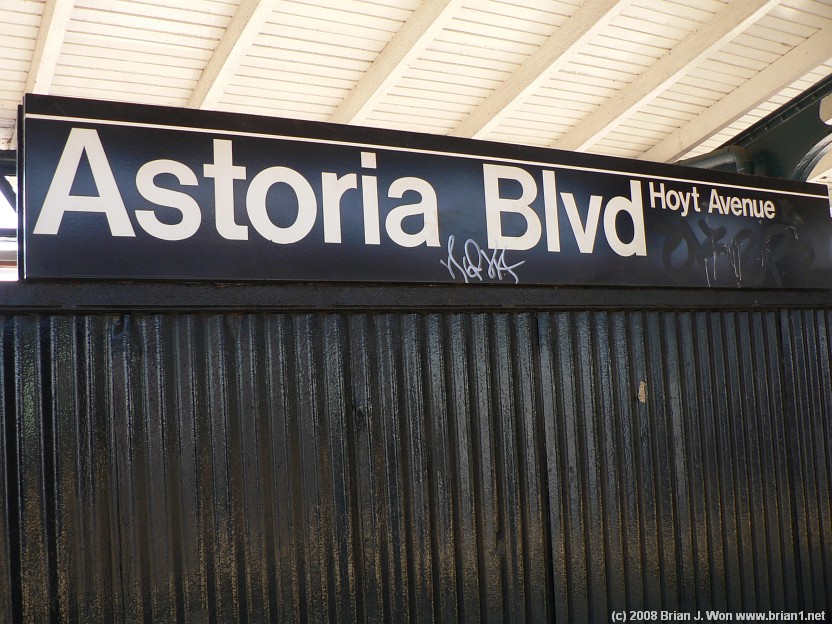 Astoria Blvd Hoyt Avenue
(c) 2008 Brian J. Won www.brian1.net